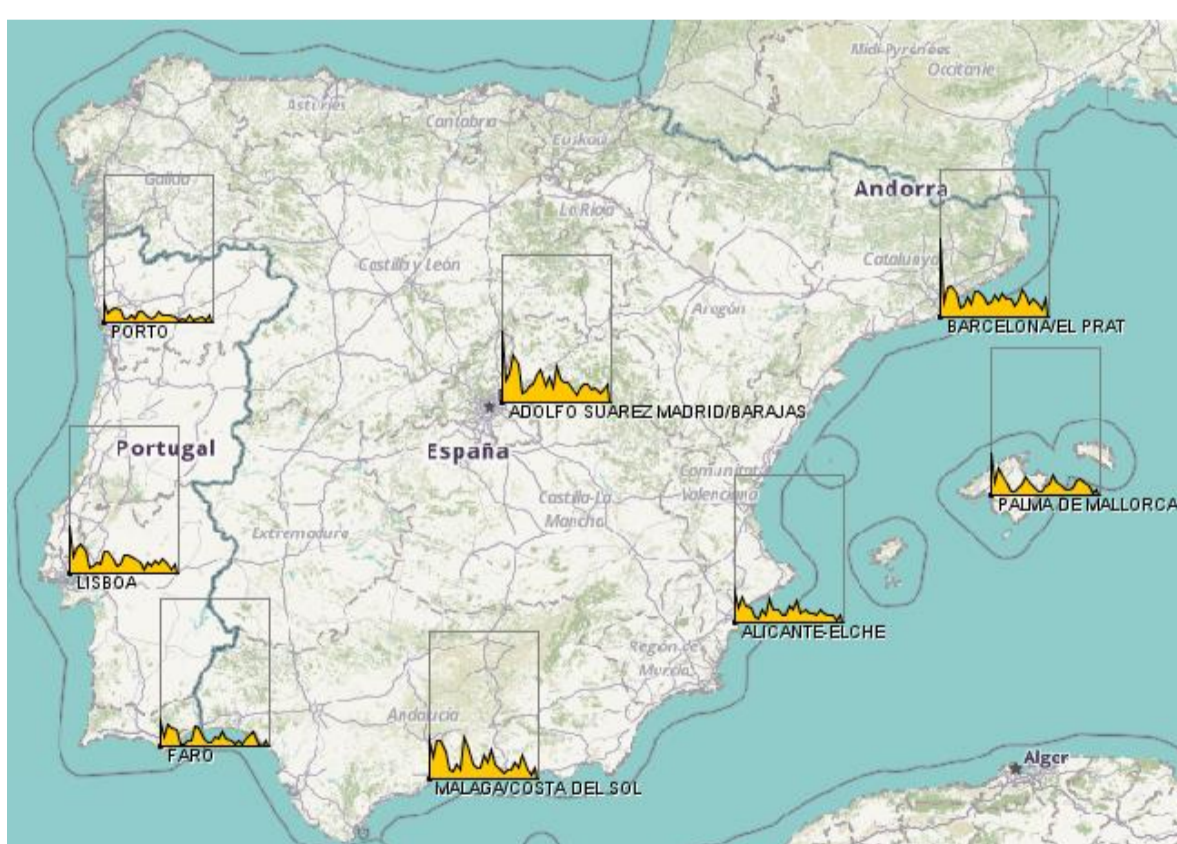 Midi-Pyrénées
Occitanie
Asturies
Cantabria
Euskadi
Galicia
Andorra
La Rioja
Castilla y León
Catalunya
Aragón
PORTO
BARCELONA/EL PRAT
ADOLFO SUAREZ MADRID/BARAJAS
Portugal
España
Comunitat
Valenciana
Castilla-La
Mancha
PALMA DE MALLORCA
Extremadura
LISBOA
ALICANTE-ELCHE
Región de
Murcia
Andalucía
FARO
Alger
MALAGA/COSTA DEL SOL